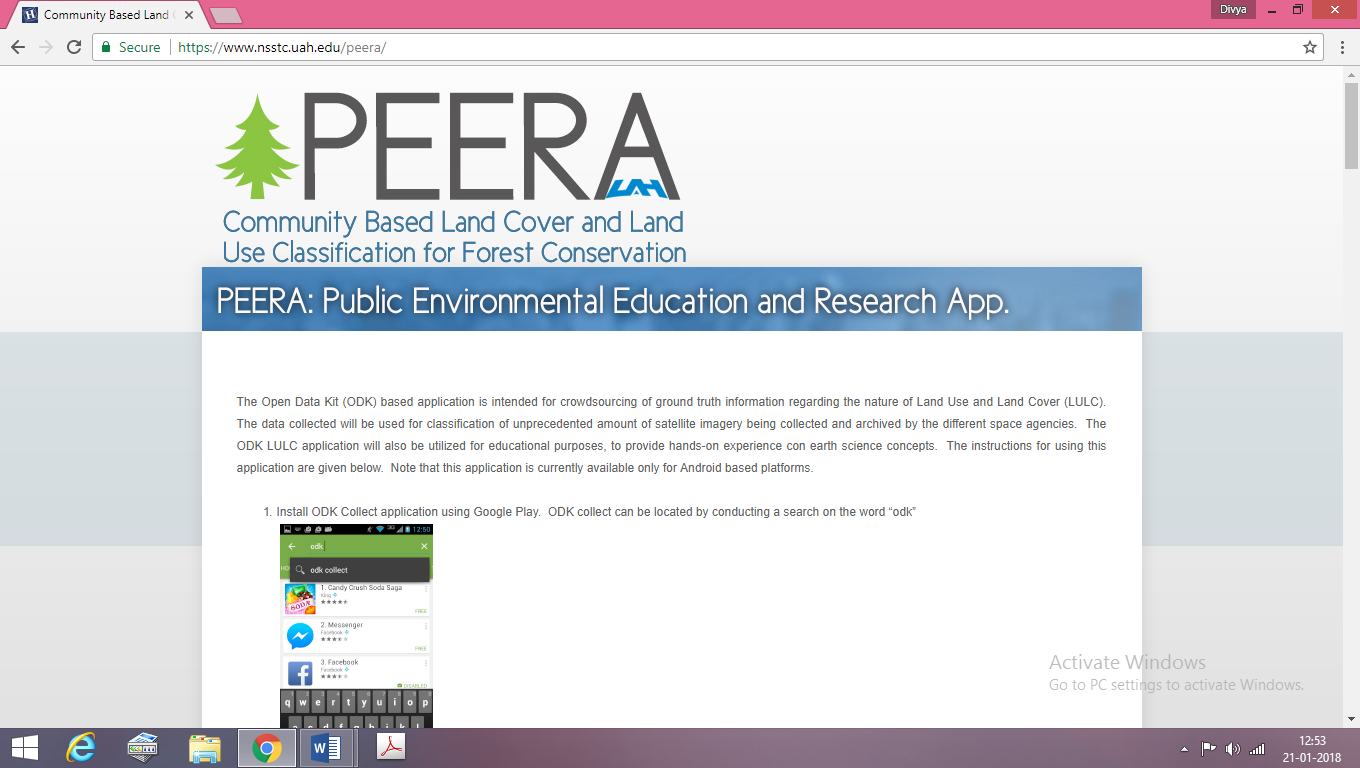 Community Based Land
Divya
Secure
https://www.nsstc.uah.edu/peera/
PEERA
UAH
Community Based Land Cover and Land
Use Classification for Forest Conservation
PEERA: Public Environmental Education and Research App.
The Open Data Kit (ODK) based application is intended for crowdsourcing of ground truth information regarding the nature of Land Use and Land Cover (LULC).
The data collected will be used for classification of unprecedented amount of satellite imagery being collected and archived by the different space agencies. The
ODK LULC application will also be utilized for educational purposes, to provide hands-on experience con earth science concepts. The instructions for using this
application are given below. Note that this application is currently available only for Android based platforms.
1. Install ODK Collect application using Google Play. ODK collect can be located by conducting a search on the word “odk”
12:50
odk
odk collect
1. Candy Crush Soda Saga
King
SODA
FREE
2. Messenger
Facebook
FREE
3. Facebook
Facebook
DISABLED
q w e r t y u i o p
a s d f g h j k l
Activate Windows
Go to PC settings to activate Windows.
12:53
21-01-2018